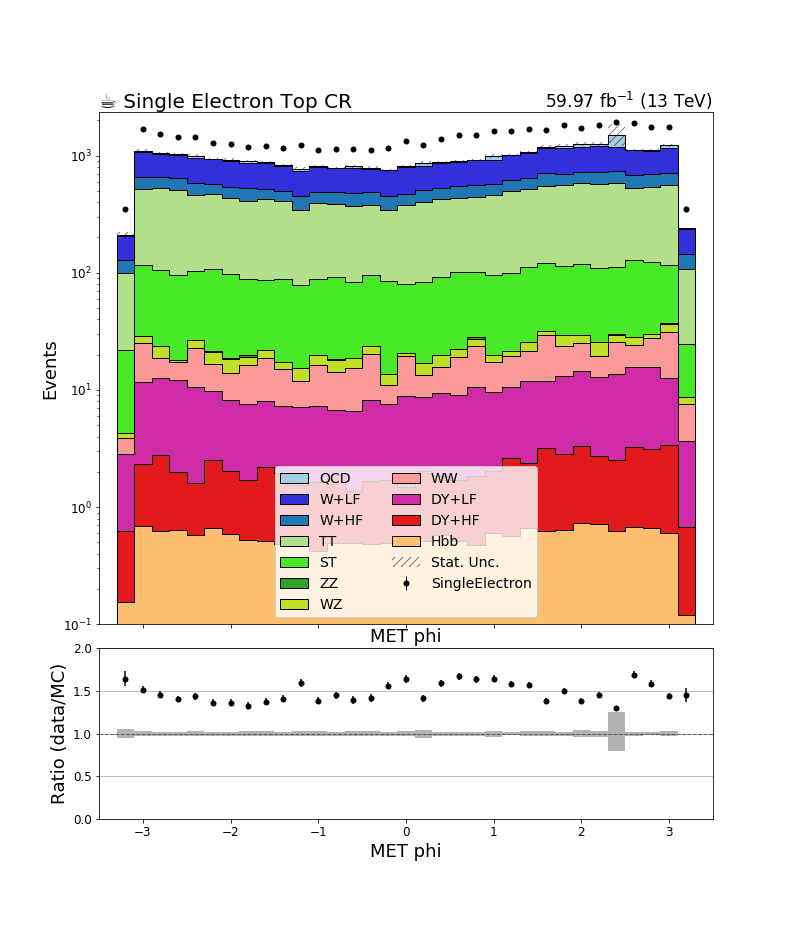 ☕ Single Electron Top CR
59.97 fb⁻¹ (13 TeV)
Events
10³
10²
10¹
10⁰
10⁻¹
QCD
W+LF
W+HF
TT
ST
ZZ
WZ
WW
DY+LF
DY+HF
Hbb
Stat. Unc.
SingleElectron
MET phi
Ratio (data/MC)
2.0
1.5
1.0
0.5
0.0
−3 −2 −1 0 1 2 3
MET phi